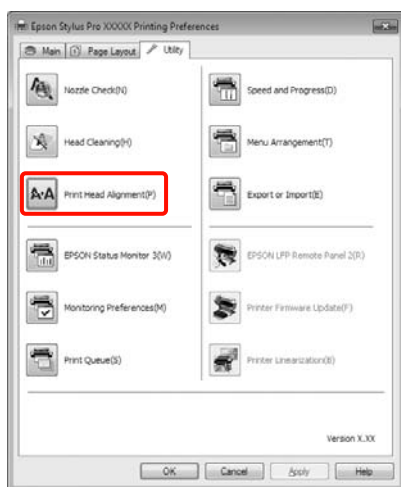 Epson Stylus Pro XXXXX Printing Preferences
Main
Page Layout
Utility
Nozzle Check(N)
Speed and Progress(D)
Head Cleaning(H)
Menu Arrangement(T)
A·A
Print Head Alignment(P)
Export or Import(E)
EPSON Status Monitor 3(W)
EPSON LFP Remote Panel 2(R)
Monitoring Preferences(M)
Printer Firmware Update(F)
Print Queue(S)
Printer Linearization(B)
Version X.XX
OK
Cancel
Apply
Help